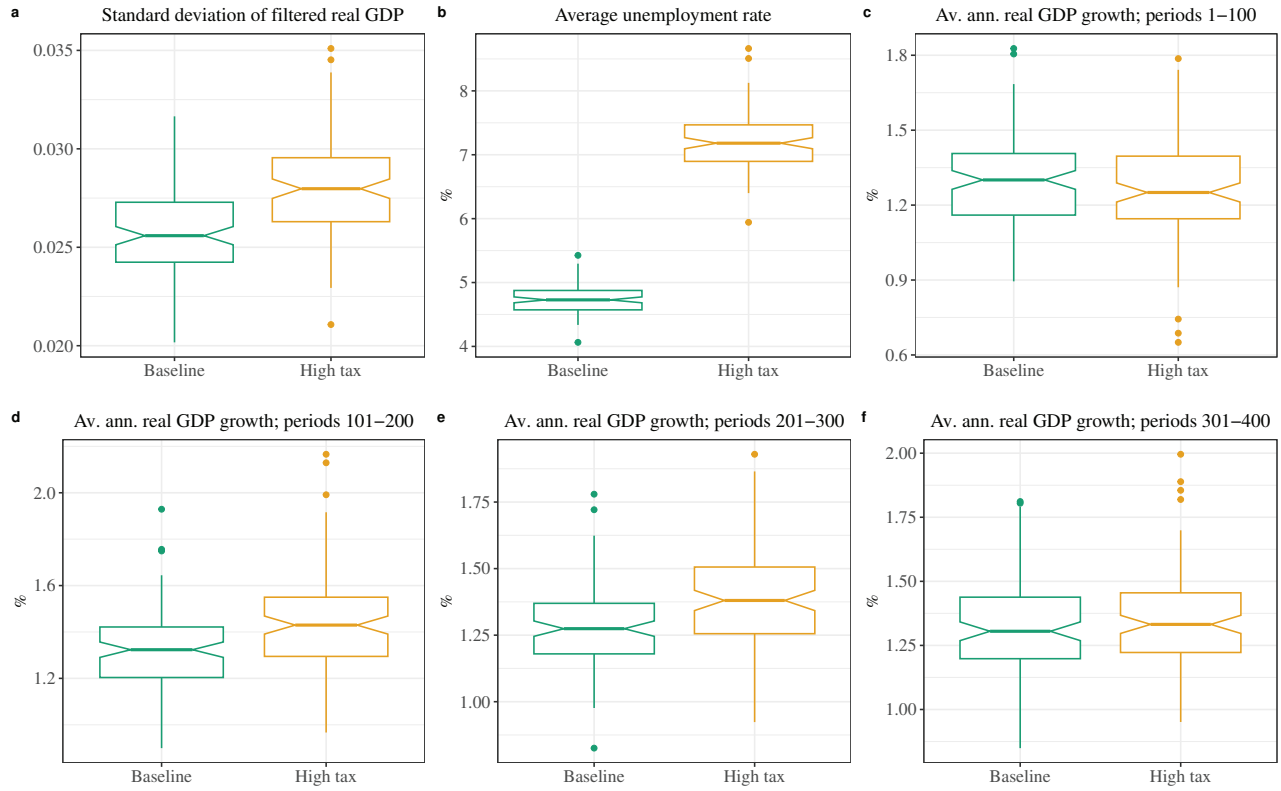 a Standard deviation of filtered real GDP
0.035
0.030
0.025
0.020
Baseline High tax
b Average unemployment rate
%
8
7
6
5
4
Baseline High tax
c Av. ann. real GDP growth; periods 1−100
%
1.8
1.5
1.2
0.9
0.6
Baseline High tax
d Av. ann. real GDP growth; periods 101−200
%
2.0
1.6
1.2
Baseline High tax
e Av. ann. real GDP growth; periods 201−300
%
1.75
1.50
1.25
1.00
Baseline High tax
f Av. ann. real GDP growth; periods 301−400
%
2.00
1.75
1.50
1.25
1.00
Baseline High tax